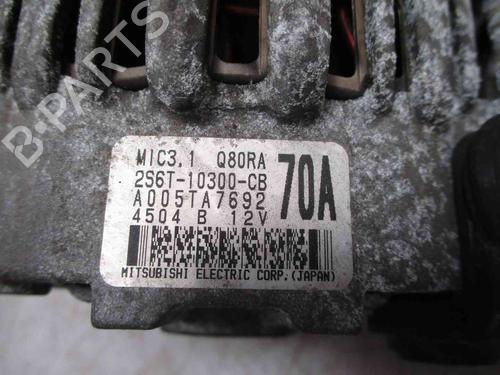 B-PARTS
MIC3.1 Q80RA
2S6T-10300-CB 70A
A005TA7692
4504 B 12V
MITSUBISHI ELECTRIC CORP.(JAPAN)